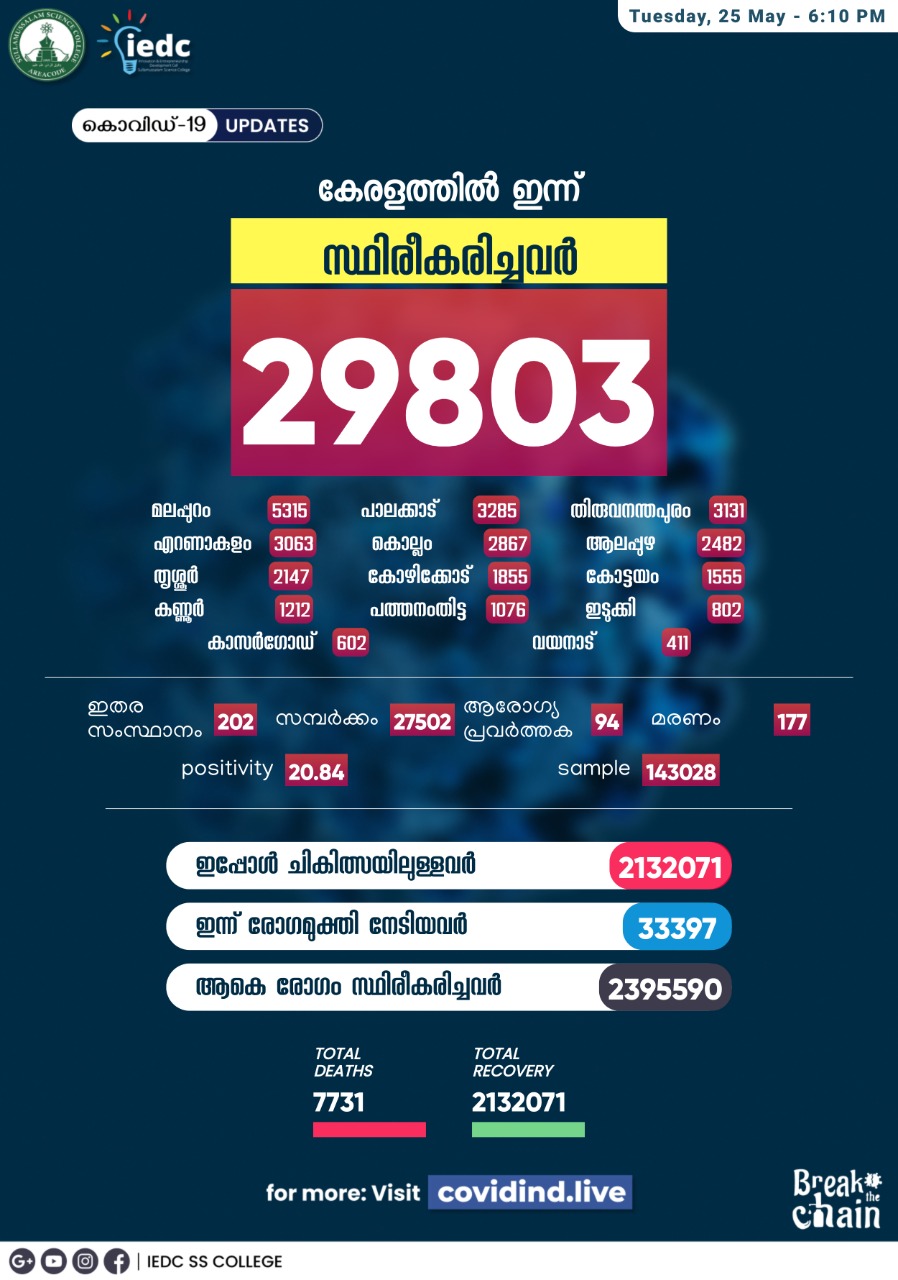 Tuesday, 25 May - 6:10 PM
SULLAMUSSALAM SCIENCE COLLEGE
AREACODE
iedc
കൊവിഡ്-19 UPDATES
കേരളത്തിൽ ഇന്ന്
സ്ഥിരീകരിച്ചവർ
29803
മലപ്പുറം 5315 പാലക്കാട് 3285 തിരുവനന്തപുരം 3131
എറണാകുളം 3063 കൊല്ലം 2867 ആലപ്പുഴ 2482
തൃശ്ശൂർ 2147 കോഴിക്കോട് 1855 കോട്ടയം 1555
കണ്ണൂർ 1212 പത്തനംതിട്ട 1076 ഇടുക്കി 802
കാസർഗോഡ് 602 വയനാട് 411
ഇതര സംസ്ഥാനം 202 സമ്പർക്കം 27502 ആരോഗ്യ പ്രവർത്തക 94 മരണം 177
positivity 20.84 sample 143028
ഇപ്പോൾ ചികിത്സയിലുള്ളവർ 2132071
ഇന്ന് രോഗമുക്തി നേടിയവർ 33397
ആകെ രോഗം സ്ഥിരീകരിച്ചവർ 2395590
TOTAL DEATHS
7731
TOTAL RECOVERY
2132071
for more: Visit covidind.live
Break the chain
IEDC SS COLLEGE